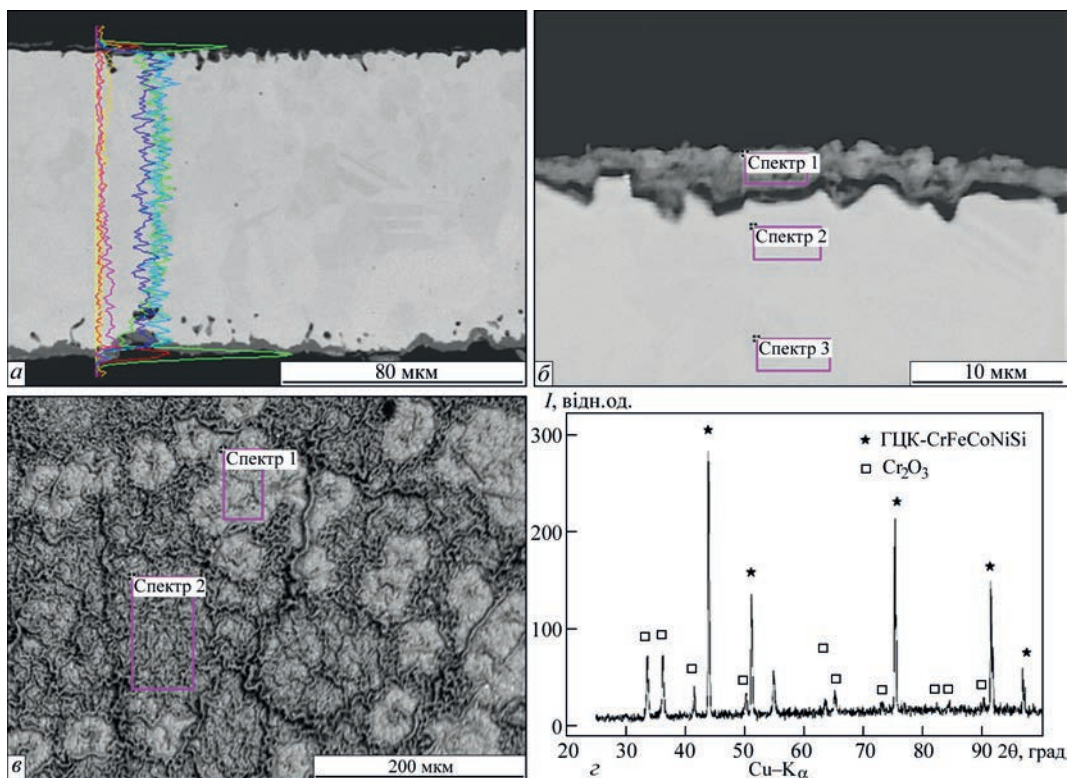 а
80 мкм
Спектр 1
Спектр 2
Спектр 3
б
10 мкм
Спектр 1
Спектр 2
в
200 мкм
I, відн.од.
★ ГЦК-CrFeCoNiSi
□ Cr₂O₃
300
200
100
0
20 30 40 50 60 70 80 90 2θ, град
г Cu–Kα